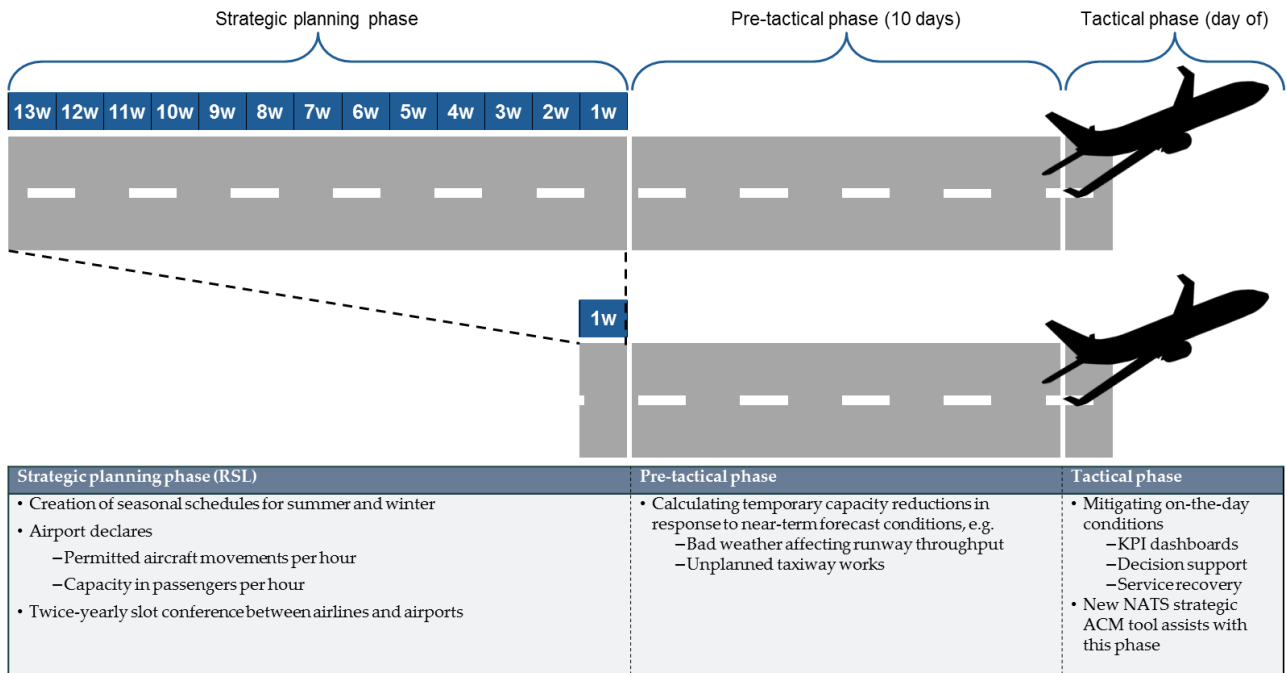 Strategic planning phase
Pre-tactical phase (10 days)
Tactical phase (day of)
13w 12w 11w 10w 9w 8w 7w 6w 5w 4w 3w 2w 1w
1w
Strategic planning phase (RSL)
• Creation of seasonal schedules for summer and winter
• Airport declares
–Permitted aircraft movements per hour
–Capacity in passengers per hour
• Twice-yearly slot conference between airlines and airports
Pre-tactical phase
• Calculating temporary capacity reductions in
response to near-term forecast conditions, e.g.
–Bad weather affecting runway throughput
–Unplanned taxiway works
Tactical phase
• Mitigating on-the-day
conditions
–KPI dashboards
–Decision support
–Service recovery
• New NATS strategic
ACM tool assists with
this phase